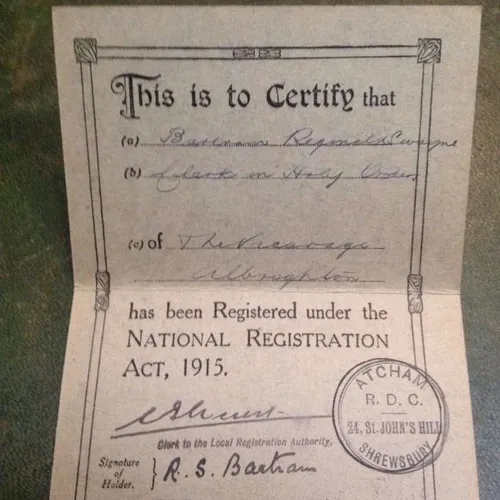 This is to Certify that
(a) Bartram Reginald Swayne
(b) Clerk in Holy Orders
(c) of The Vicarage
Albrighton
has been Registered under the
NATIONAL REGISTRATION
ACT, 1915.
Clerk to the Local Registration Authority.
Signature of Holder. } R. S. Bartram
ATCHAM
R. D. C.
24, St. JOHN'S HILL
SHREWSBURY